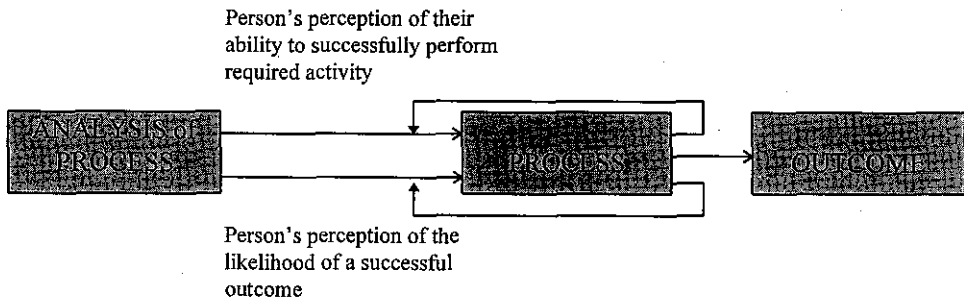 Person's perception of their
ability to successfully perform
required activity
ANALYSIS of
PROCESS
PROCESS
OUTCOME
Person's perception of the
likelihood of a successful
outcome